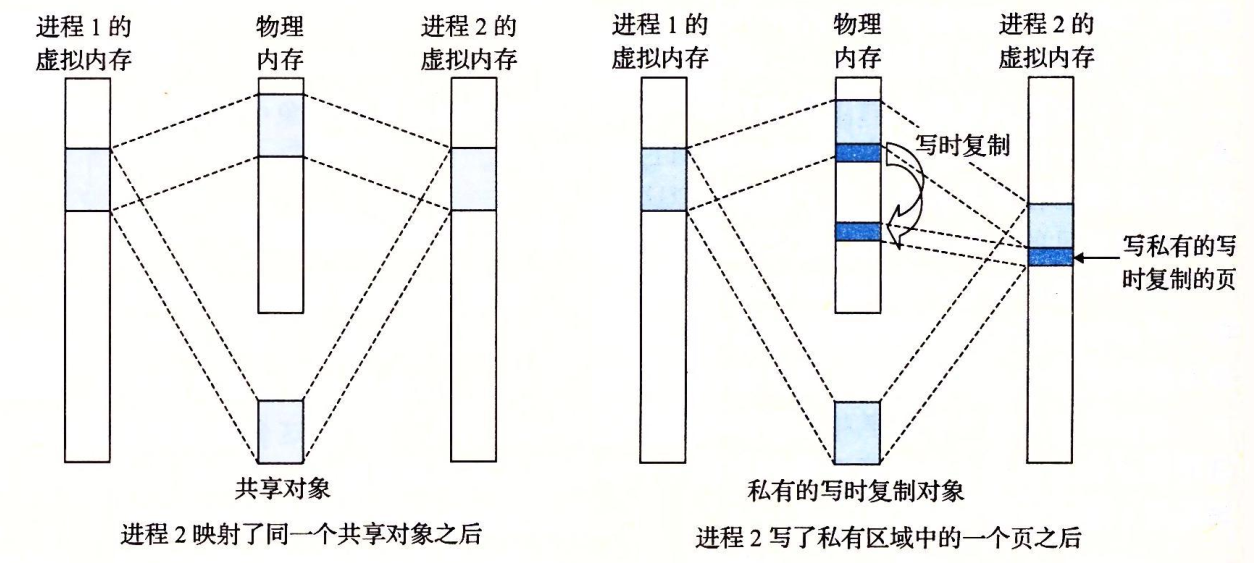 进程 1 的
虚拟内存
物理
内存
进程 2 的
虚拟内存
共享对象
进程 2 映射了同一个共享对象之后
进程 1 的
虚拟内存
物理
内存
进程 2 的
虚拟内存
写时复制
写私有的写
时复制的页
私有的写时复制对象
进程 2 写了私有区域中的一个页之后